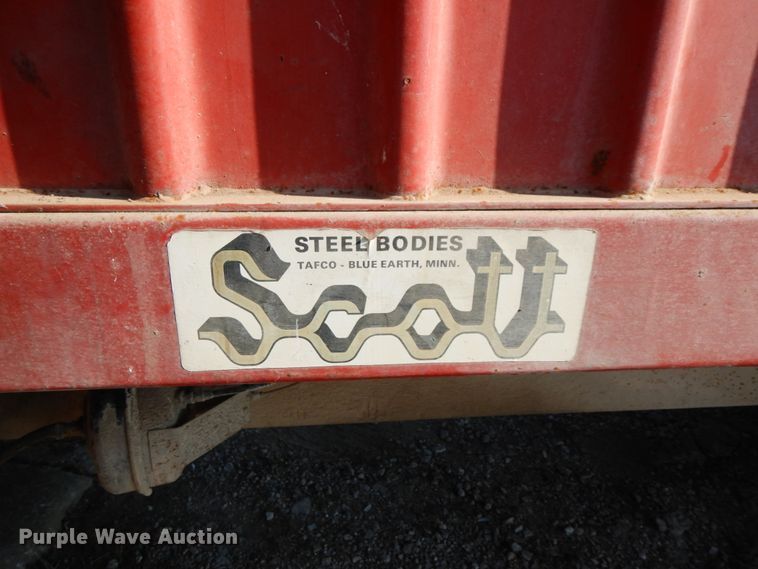 STEEL BODIES
TAFCO - BLUE EARTH, MINN.
Scott
Purple Wave Auction